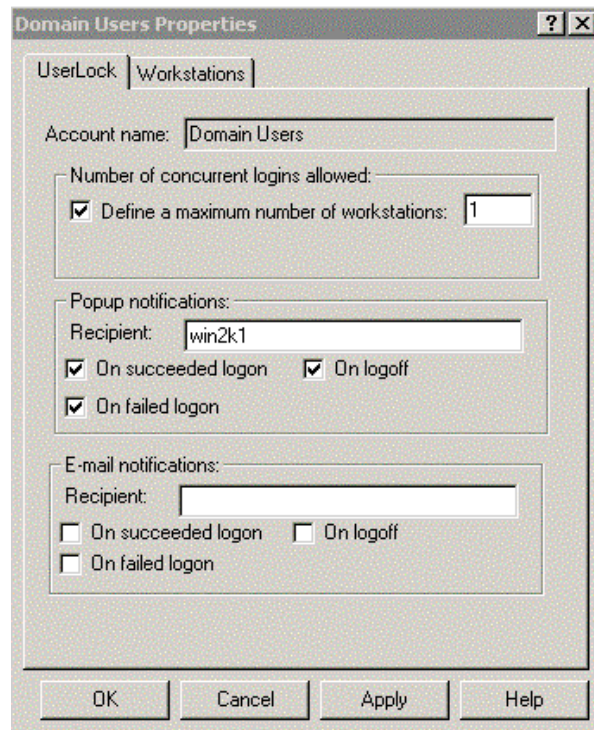 Domain Users Properties
UserLock Workstations
Account name: Domain Users
Number of concurrent logins allowed:
Define a maximum number of workstations: 1
Popup notifications:
Recipient: win2k1
On succeeded logon On logoff
On failed logon
E-mail notifications:
Recipient:
On succeeded logon On logoff
On failed logon
OK Cancel Apply Help